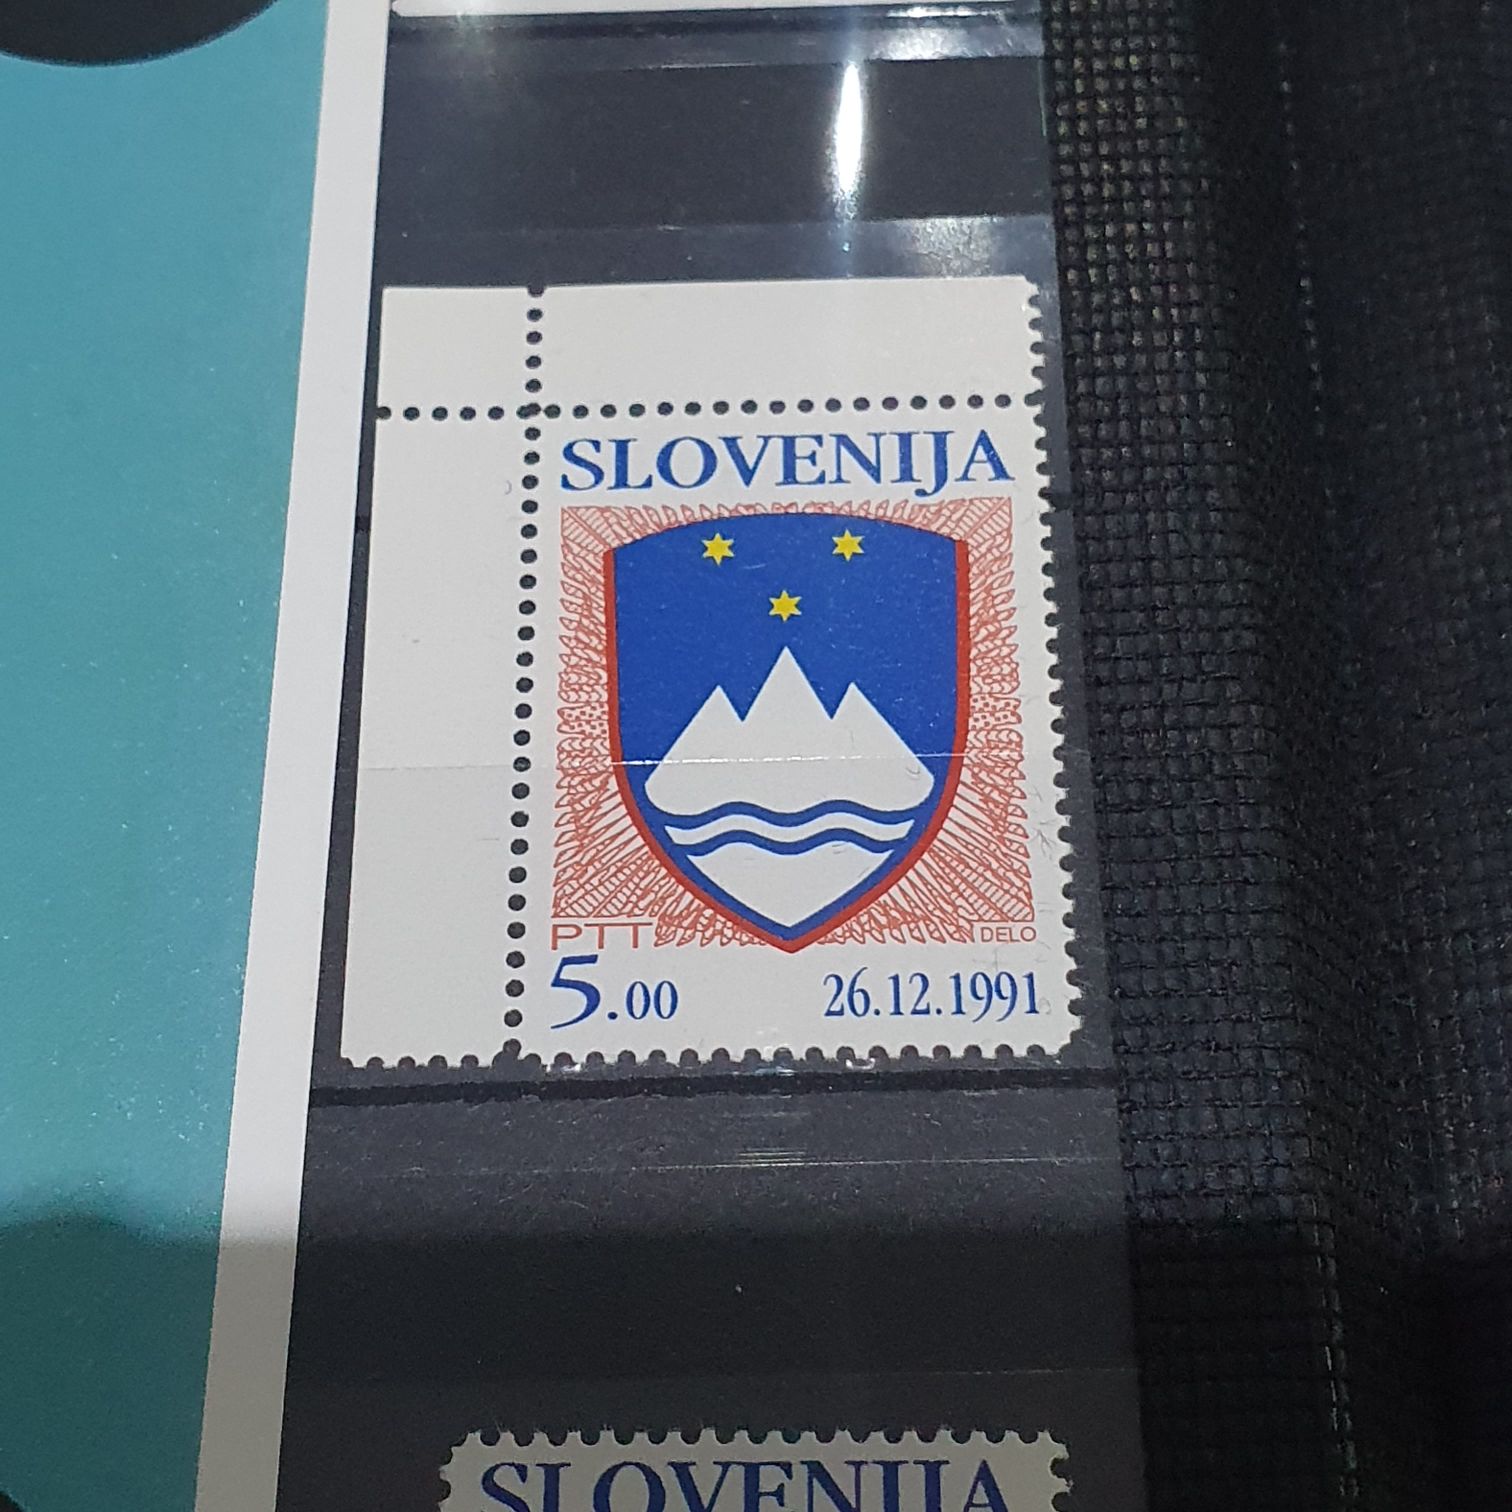 SLOVENIJA
PTT DELO
5.00 26.12.1991
SLOVENIJA